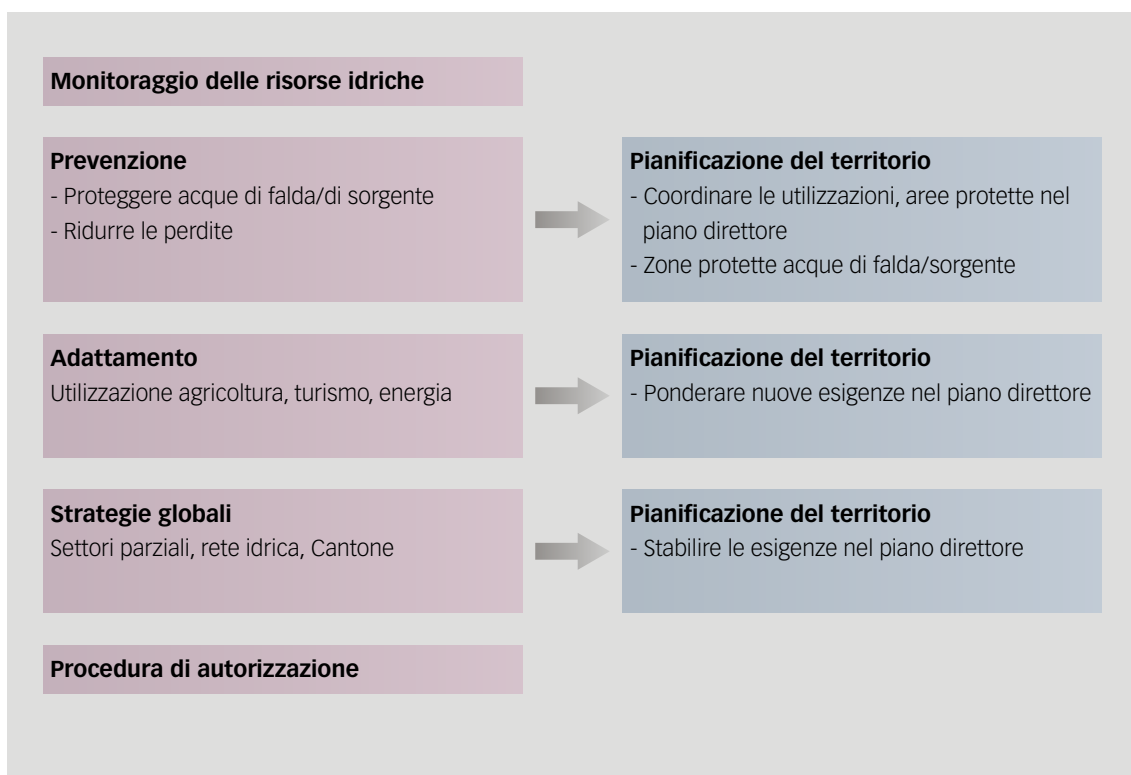 Monitoraggio delle risorse idriche
Prevenzione
- Proteggere acque di falda/di sorgente
- Ridurre le perdite
Pianificazione del territorio
- Coordinare le utilizzazioni, aree protette nel
piano direttore
- Zone protette acque di falda/sorgente
Adattamento
Utilizzazione agricoltura, turismo, energia
Pianificazione del territorio
- Ponderare nuove esigenze nel piano direttore
Strategie globali
Settori parziali, rete idrica, Cantone
Pianificazione del territorio
- Stabilire le esigenze nel piano direttore
Procedura di autorizzazione